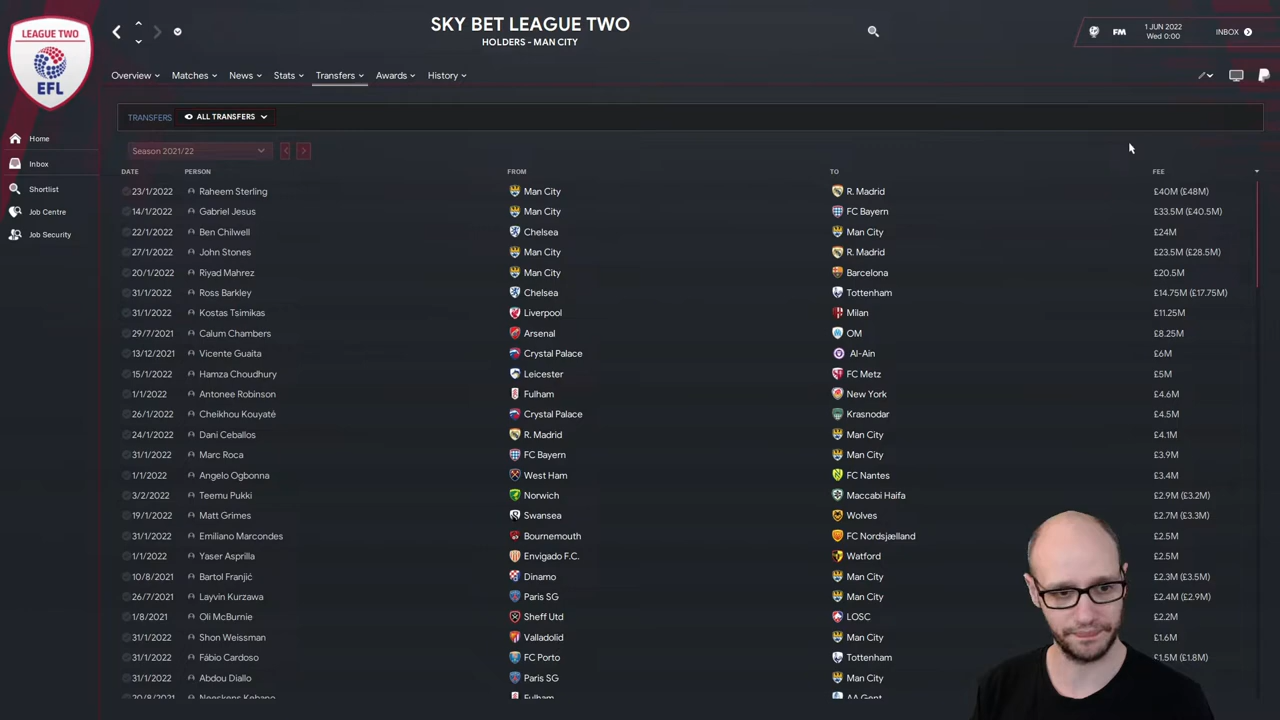 LEAGUE TWO
EFL
SKY BET LEAGUE TWO
HOLDERS - MAN CITY
FM
1 JUN 2022
Wed 0:00
INBOX
Overview Matches News Stats Transfers Awards History
TRANSFERS ALL TRANSFERS
Home
Inbox
Shortlist
Job Centre
Job Security
Season 2021/22
DATE PERSON FROM TO FEE
23/1/2022 Raheem Sterling Man City R. Madrid £40M (£48M)
14/1/2022 Gabriel Jesus Man City FC Bayern £33.5M (£40.5M)
22/1/2022 Ben Chilwell Chelsea Man City £24M
27/1/2022 John Stones Man City R. Madrid £23.5M (£28.5M)
20/1/2022 Riyad Mahrez Man City Barcelona £20.5M
31/1/2022 Ross Barkley Chelsea Tottenham £14.75M (£17.75M)
31/1/2022 Kostas Tsimikas Liverpool Milan £11.25M
29/7/2021 Calum Chambers Arsenal OM £8.25M
13/12/2021 Vicente Guaita Crystal Palace Al-Ain £6M
15/1/2022 Hamza Choudhury Leicester FC Metz £5M
1/1/2022 Antonee Robinson Fulham New York £4.6M
26/1/2022 Cheikhou Kouyaté Crystal Palace Krasnodar £4.5M
24/1/2022 Dani Ceballos R. Madrid Man City £4.1M
31/1/2022 Marc Roca FC Bayern Man City £3.9M
1/1/2022 Angelo Ogbonna West Ham FC Nantes £3.4M
3/2/2022 Teemu Pukki Norwich Maccabi Haifa £2.9M (£3.2M)
19/1/2022 Matt Grimes Swansea Wolves £2.7M (£3.3M)
31/1/2022 Emiliano Marcondes Bournemouth FC Nordsjælland £2.5M
1/1/2022 Yaser Asprilla Envigado F.C. Watford £2.5M
10/8/2021 Bartol Franjić Dinamo Man City £2.3M (£3.5M)
26/7/2021 Layvin Kurzawa Paris SG Man City £2.4M (£2.9M)
1/8/2021 Oli McBurnie Sheff Utd LOSC £2.2M
31/1/2022 Shon Weissman Valladolid Man City £1.6M
31/1/2022 Fábio Cardoso FC Porto Tottenham £1.5M (£1.8M)
31/1/2022 Abdou Diallo Paris SG Man City
20/8/2021 Neeskens Kebano Fulham AA Gent